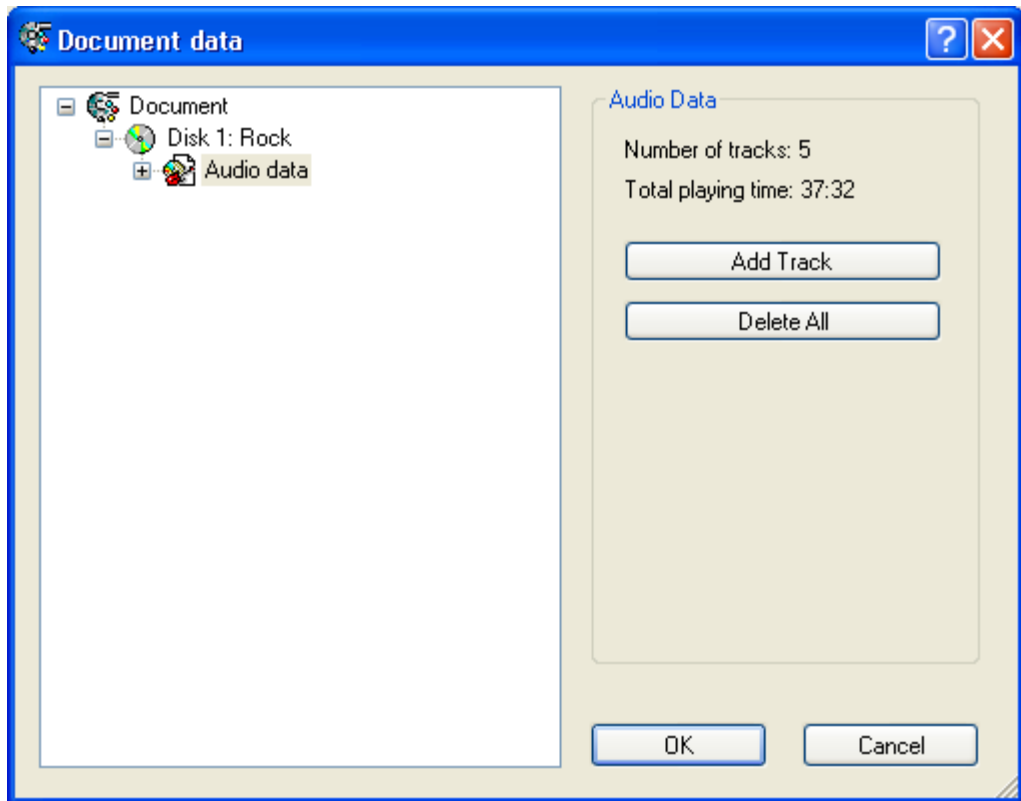 Document data
Document
Disk 1: Rock
Audio data
Audio Data
Number of tracks: 5
Total playing time: 37:32
Add Track
Delete All
OK
Cancel